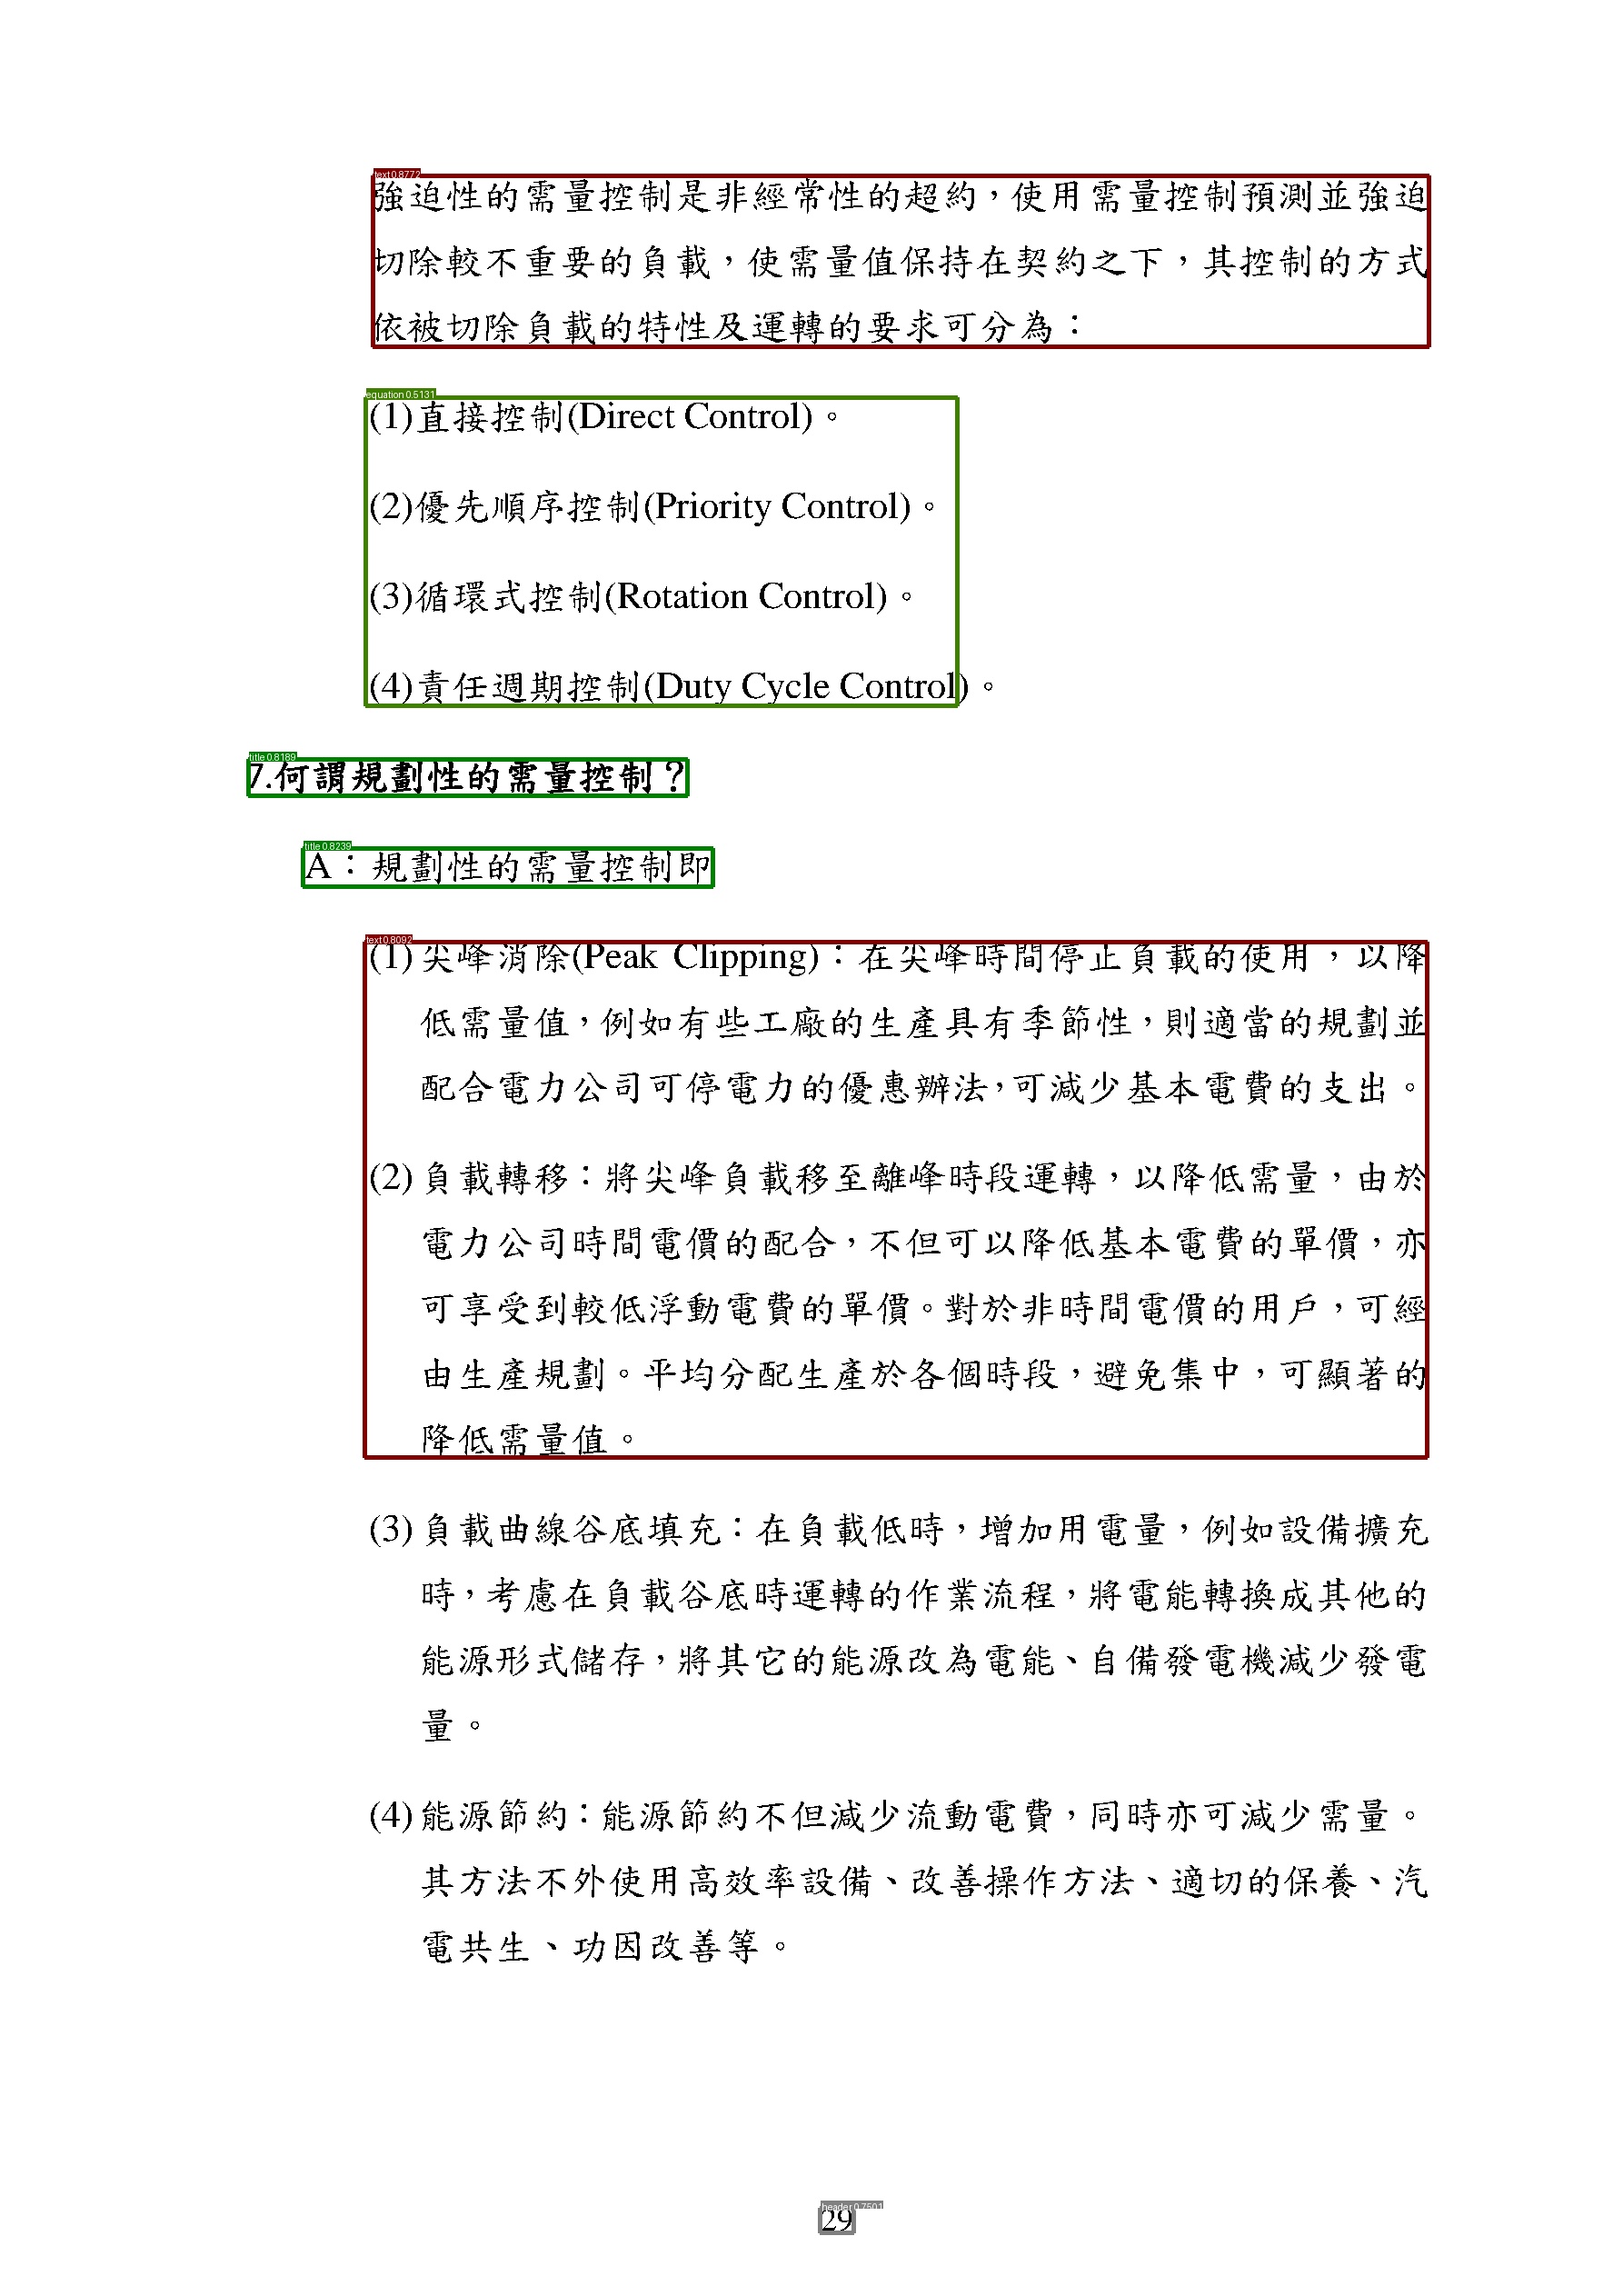 text 0.8772
強迫性的需量控制是非經常性的超約，使用需量控制預測並強迫
切除較不重要的負載，使需量值保持在契約之下，其控制的方式
依被切除負載的特性及運轉的要求可分為：
equation 0.5131
(1)直接控制(Direct Control)。
(2)優先順序控制(Priority Control)。
(3)循環式控制(Rotation Control)。
(4)責任週期控制(Duty Cycle Control)。
title 0.8189
7.何謂規劃性的需量控制？
title 0.8239
A：規劃性的需量控制即
text 0.8092
(1) 尖峰消除(Peak Clipping)：在尖峰時間停止負載的使用，以降
低需量值，例如有些工廠的生產具有季節性，則適當的規劃並
配合電力公司可停電力的優惠辦法，可減少基本電費的支出。
(2) 負載轉移：將尖峰負載移至離峰時段運轉，以降低需量，由於
電力公司時間電價的配合，不但可以降低基本電費的單價，亦
可享受到較低浮動電費的單價。對於非時間電價的用戶，可經
由生產規劃。平均分配生產於各個時段，避免集中，可顯著的
降低需量值。
(3) 負載曲線谷底填充：在負載低時，增加用電量，例如設備擴充
時，考慮在負載谷底時運轉的作業流程，將電能轉換成其他的
能源形式儲存，將其它的能源改為電能、自備發電機減少發電
量。
(4) 能源節約：能源節約不但減少流動電費，同時亦可減少需量。
其方法不外使用高效率設備、改善操作方法、適切的保養、汽
電共生、功因改善等。
header 0.7501
29